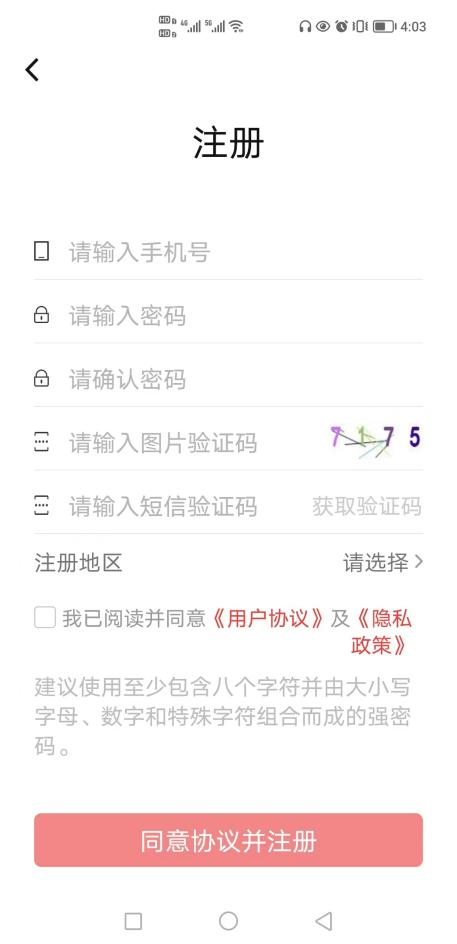 4:03
注册
请输入手机号
请输入密码
请确认密码
请输入图片验证码 7175
请输入短信验证码 获取验证码
注册地区 请选择
我已阅读并同意《用户协议》及《隐私
政策》
建议使用至少包含八个字符并由大小写
字母、数字和特殊字符组合而成的强密
码。
同意协议并注册